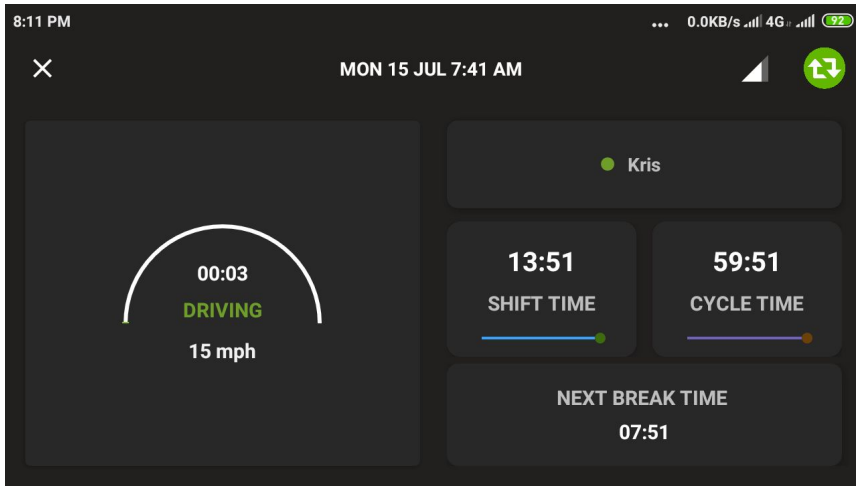 8:11 PM
... 0.0KB/s 4G 92
MON 15 JUL 7:41 AM
00:03
DRIVING
15 mph
Kris
13:51
SHIFT TIME
59:51
CYCLE TIME
NEXT BREAK TIME
07:51